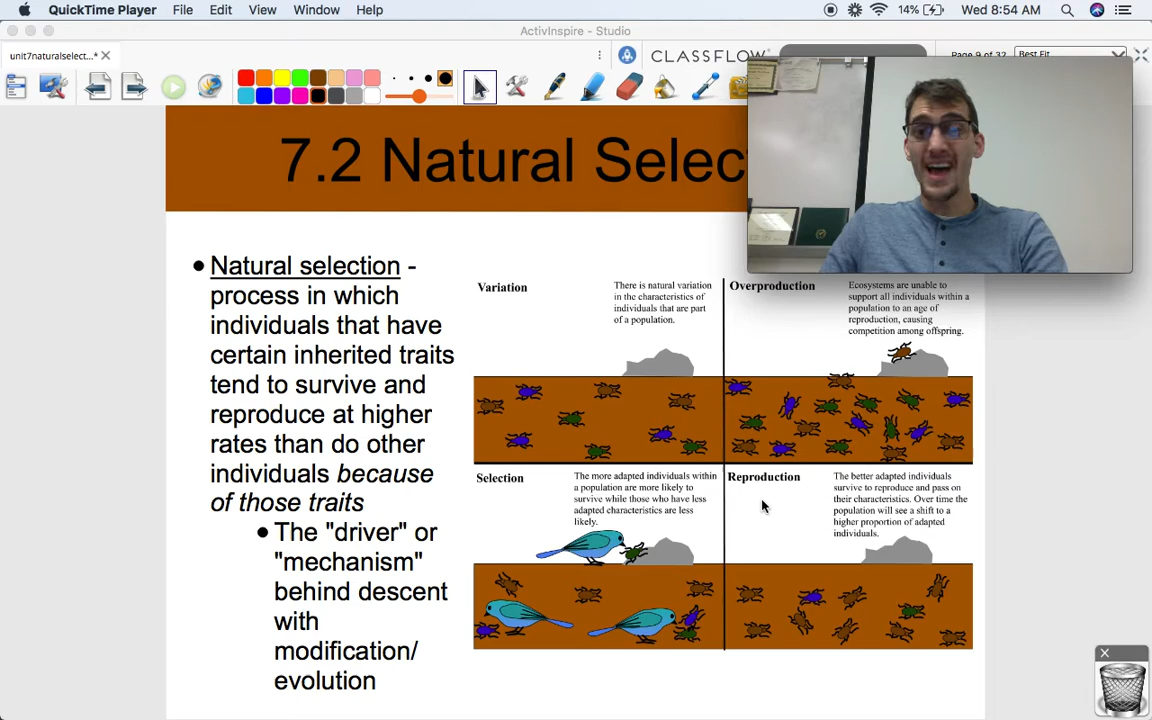 QuickTime Player File Edit View Window Help 14% Wed 8:54 AM
ActivInspire - Studio
unit7naturalselect...*
CLASSFLOW
Page 9 of 32
Best Fit
7.2 Natural Selec
Natural selection -
process in which
individuals that have
certain inherited traits
tend to survive and
reproduce at higher
rates than do other
individuals because
of those traits
The "driver" or
"mechanism"
behind descent
with
modification/
evolution
Variation
There is natural variation
in the characteristics of
individuals that are part
of a population.
Overproduction
Ecosystems are unable to
support all individuals within a
population to an age of
reproduction, causing
competition among offspring.
Selection
The more adapted individuals within
a population are more likely to
survive while those who have less
adapted characteristics are less
likely.
Reproduction
The better adapted individuals
survive to reproduce and pass on
their characteristics. Over time the
population will see a shift to a
higher proportion of adapted
individuals.